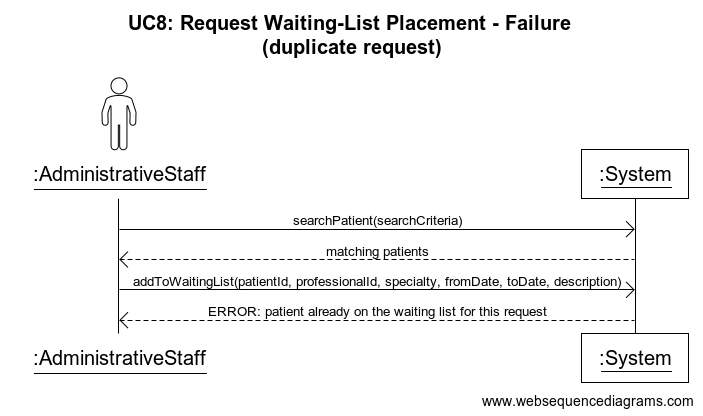 UC8: Request Waiting-List Placement - Failure
(duplicate request)
:AdministrativeStaff
:System
searchPatient(searchCriteria)
matching patients
addToWaitingList(patientId, professionalId, specialty, fromDate, toDate, description)
ERROR: patient already on the waiting list for this request
:AdministrativeStaff
:System
www.websequencediagrams.com